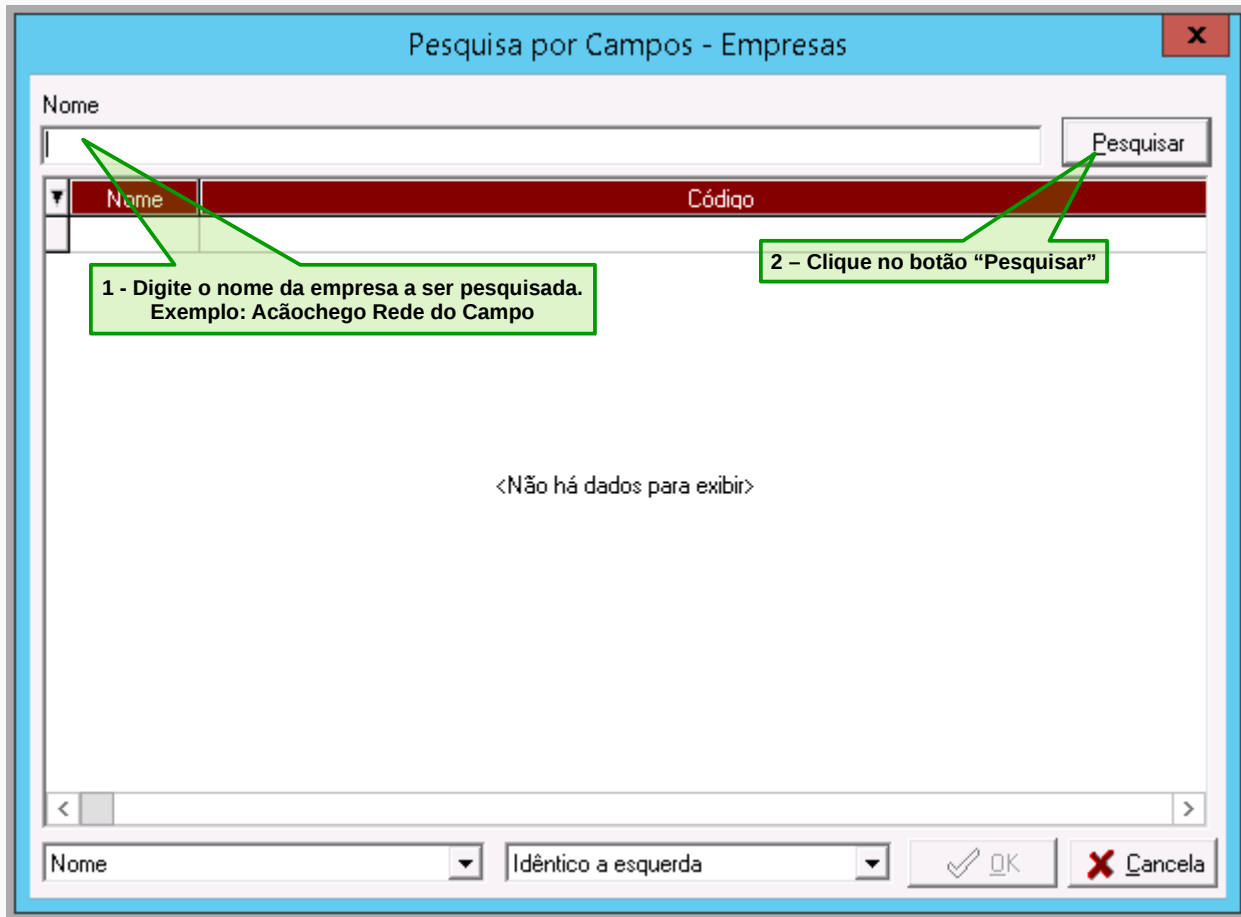 Pesquisa por Campos - Empresas
x
Nome
Pesquisar
Nome
Código
1 - Digite o nome da empresa a ser pesquisada.
Exemplo: Acãochego Rede do Campo
2 – Clique no botão “Pesquisar”
<Não há dados para exibir>
Nome
Idêntico a esquerda
OK
Cancela